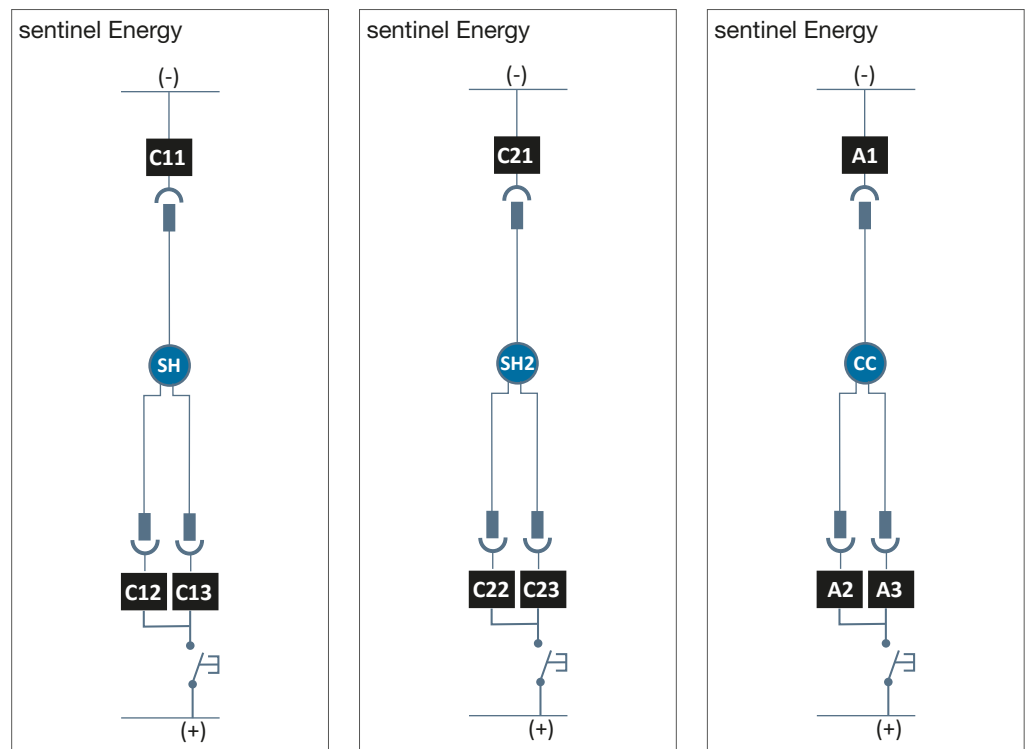 sentinel Energy
(-)
C11
SH
C12 C13
(+)
sentinel Energy
(-)
C21
SH2
C22 C23
(+)
sentinel Energy
(-)
A1
CC
A2 A3
(+)